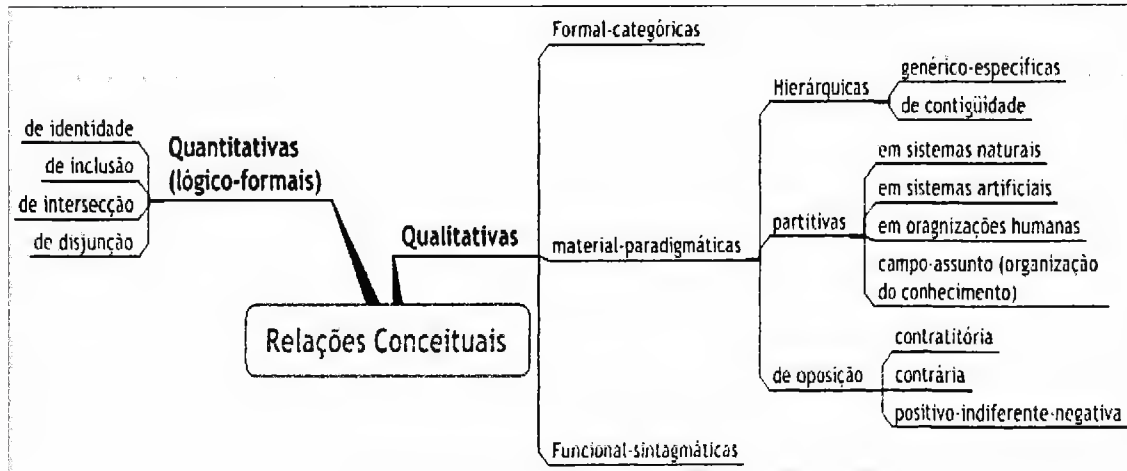 Formal-categóricas
genérico-específicas
Hierárquicas
de contigüidade
de identidade
de inclusão
de intersecção
de disjunção
Quantitativas
(lógico-formais)
em sistemas naturais
em sistemas artificiais
partitivas
em oragnizações humanas
campo-assunto (organização
do conhecimento)
Qualitativas
material-paradigmáticas
Relações Conceituais
contratitória
de oposição
contrária
positivo-indiferente-negativa
Funcional-sintagmáticas